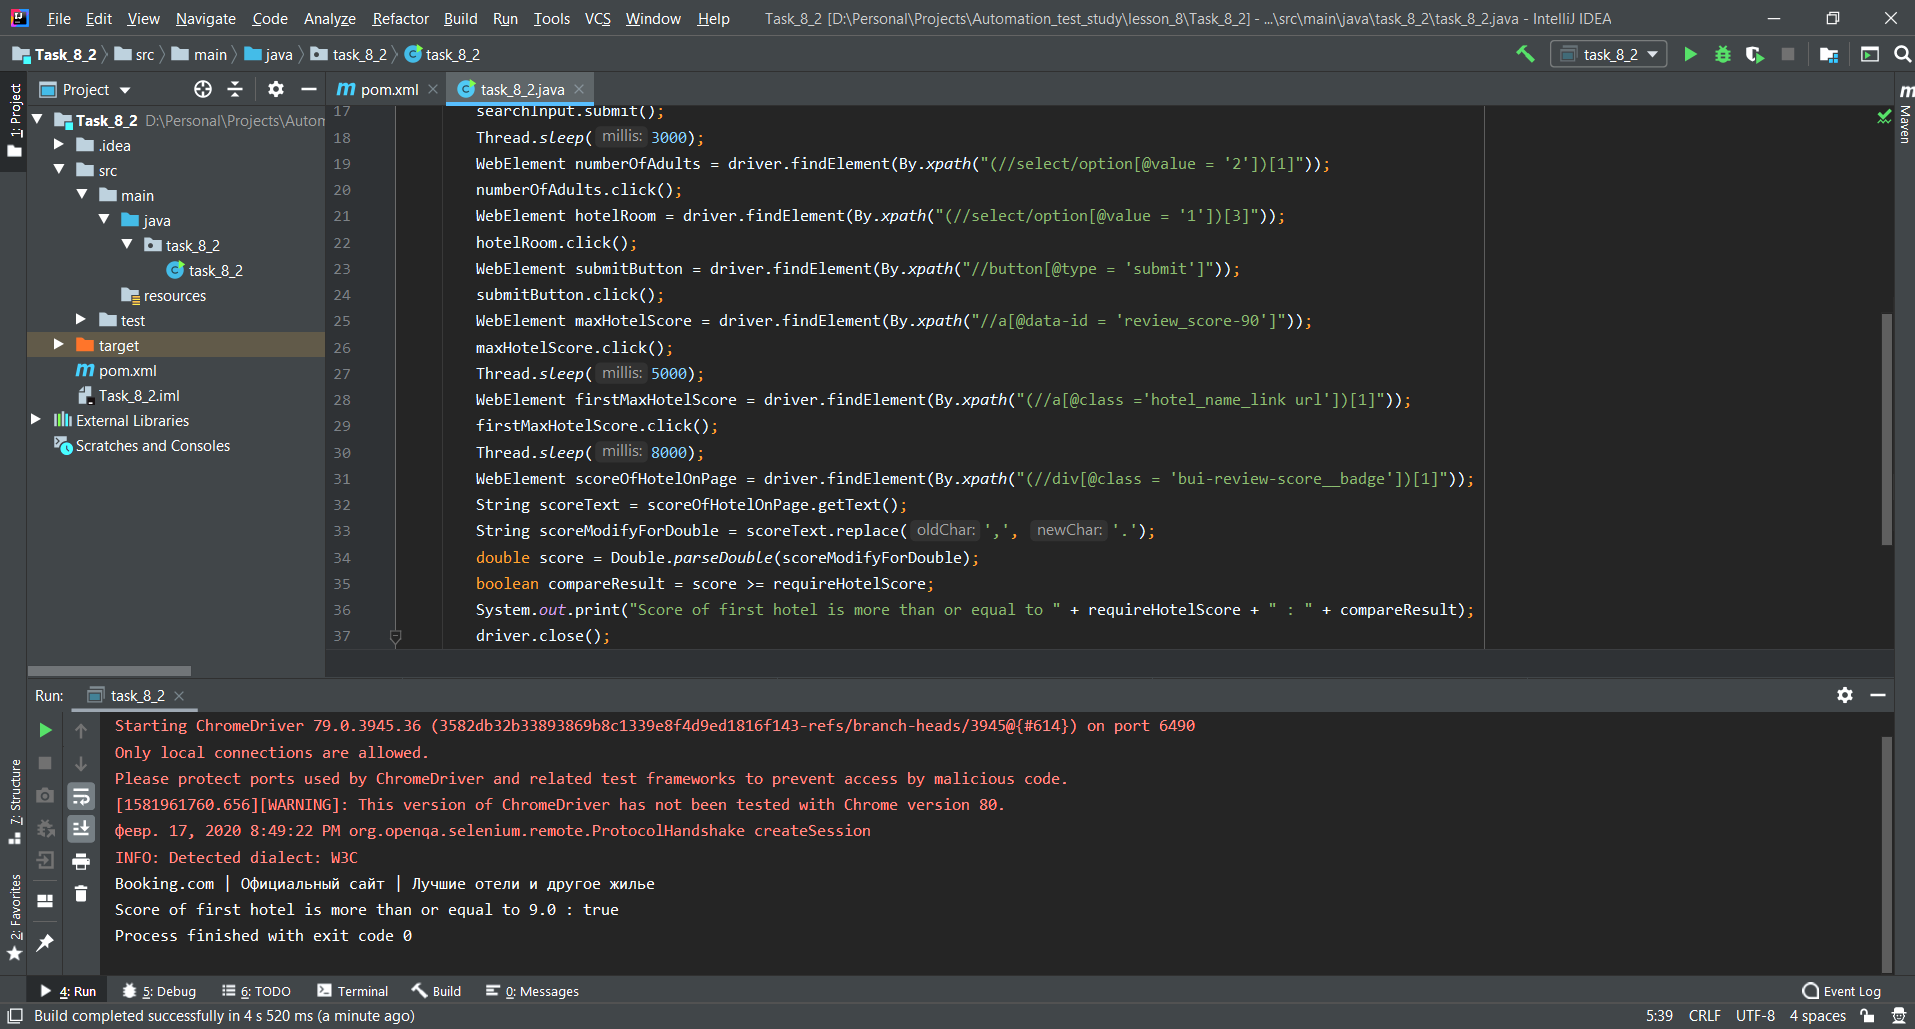 File Edit View Navigate Code Analyze Refactor Build Run Tools VCS Window Help Task_8_2 [D:\Personal\Projects\Automation_test_study\lesson_8\Task_8_2] - ...\src\main\java\task_8_2\task_8_2.java - IntelliJ IDEA
Task_8_2 src main java task_8_2 task_8_2 task_8_2
1: Project
Project
pom.xml task_8_2.java
Maven
Task_8_2 D:\Personal\Projects\Autom
.idea
src
main
java
task_8_2
task_8_2
resources
test
target
pom.xml
Task_8_2.iml
External Libraries
Scratches and Consoles
17 searchInput.submit();
18 Thread.sleep( millis: 3000);
19 WebElement numberOfAdults = driver.findElement(By.xpath("(//select/option[@value = '2'])[1]"));
20 numberOfAdults.click();
21 WebElement hotelRoom = driver.findElement(By.xpath("(//select/option[@value = '1'])[3]"));
22 hotelRoom.click();
23 WebElement submitButton = driver.findElement(By.xpath("//button[@type = 'submit']"));
24 submitButton.click();
25 WebElement maxHotelScore = driver.findElement(By.xpath("//a[@data-id = 'review_score-90']"));
26 maxHotelScore.click();
27 Thread.sleep( millis: 5000);
28 WebElement firstMaxHotelScore = driver.findElement(By.xpath("(//a[@class ='hotel_name_link url'])[1]"));
29 firstMaxHotelScore.click();
30 Thread.sleep( millis: 8000);
31 WebElement scoreOfHotelOnPage = driver.findElement(By.xpath("(//div[@class = 'bui-review-score__badge'])[1]"));
32 String scoreText = scoreOfHotelOnPage.getText();
33 String scoreModifyForDouble = scoreText.replace( oldChar: ',', newChar: '.');
34 double score = Double.parseDouble(scoreModifyForDouble);
35 boolean compareResult = score >= requireHotelScore;
36 System.out.print("Score of first hotel is more than or equal to " + requireHotelScore + " : " + compareResult);
37 driver.close();
Run: task_8_2
Starting ChromeDriver 79.0.3945.36 (3582db32b33893869b8c1339e8f4d9ed1816f143-refs/branch-heads/3945@{#614}) on port 6490
Only local connections are allowed.
Please protect ports used by ChromeDriver and related test frameworks to prevent access by malicious code.
[1581961760.656][WARNING]: This version of ChromeDriver has not been tested with Chrome version 80.
февр. 17, 2020 8:49:22 PM org.openqa.selenium.remote.ProtocolHandshake createSession
INFO: Detected dialect: W3C
Booking.com | Официальный сайт | Лучшие отели и другое жилье
Score of first hotel is more than or equal to 9.0 : true
Process finished with exit code 0
7: Structure
2: Favorites
4: Run 5: Debug 6: TODO Terminal Build 0: Messages Event Log
Build completed successfully in 4 s 520 ms (a minute ago) 5:39 CRLF UTF-8 4 spaces